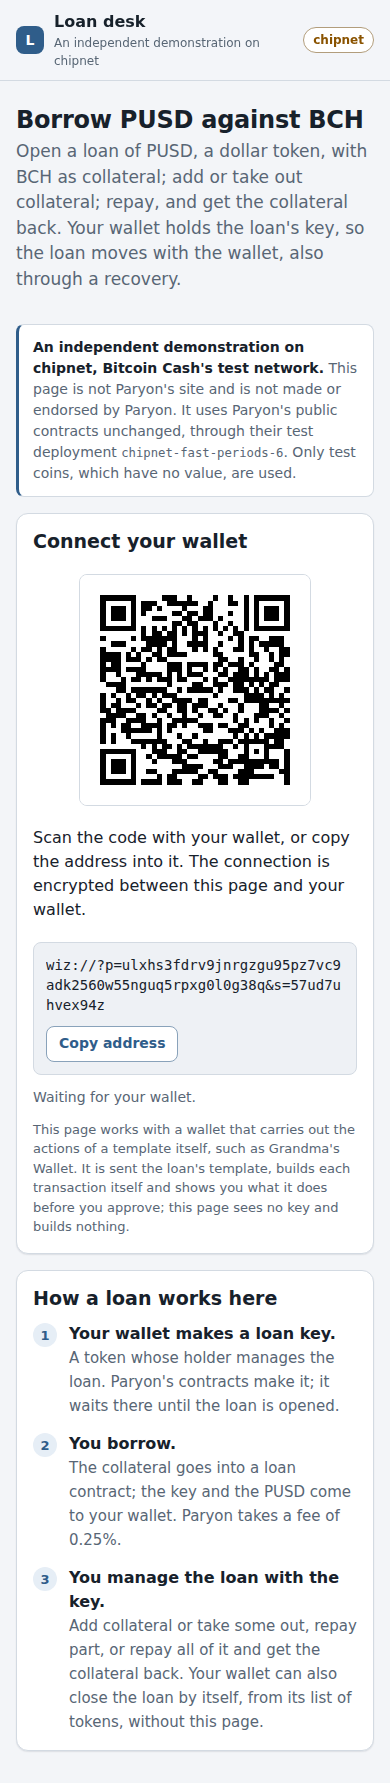 L
Loan desk
An independent demonstration on
chipnet
chipnet
Borrow PUSD against BCH
Open a loan of PUSD, a dollar token, with
BCH as collateral; add or take out
collateral; repay, and get the collateral
back. Your wallet holds the loan's key, so
the loan moves with the wallet, also
through a recovery.
An independent demonstration on
chipnet, Bitcoin Cash's test network. This
page is not Paryon's site and is not made or
endorsed by Paryon. It uses Paryon's public
contracts unchanged, through their test
deployment chipnet-fast-periods-6. Only test
coins, which have no value, are used.
Connect your wallet
Scan the code with your wallet, or copy
the address into it. The connection is
encrypted between this page and your
wallet.
wiz://?p=ulxhs3fdrv9jnrgzgu95pz7vc9
adk2560w55nguq5rpxg0l0g38q&s=57ud7u
hvex94z
Copy address
Waiting for your wallet.
This page works with a wallet that carries out the
actions of a template itself, such as Grandma's
Wallet. It is sent the loan's template, builds each
transaction itself and shows you what it does
before you approve; this page sees no key and
builds nothing.
How a loan works here
1 Your wallet makes a loan key.
A token whose holder manages the
loan. Paryon's contracts make it; it
waits there until the loan is opened.
2 You borrow.
The collateral goes into a loan
contract; the key and the PUSD come
to your wallet. Paryon takes a fee of
0.25%.
3 You manage the loan with the
key.
Add collateral or take some out, repay
part, or repay all of it and get the
collateral back. Your wallet can also
close the loan by itself, from its list of
tokens, without this page.